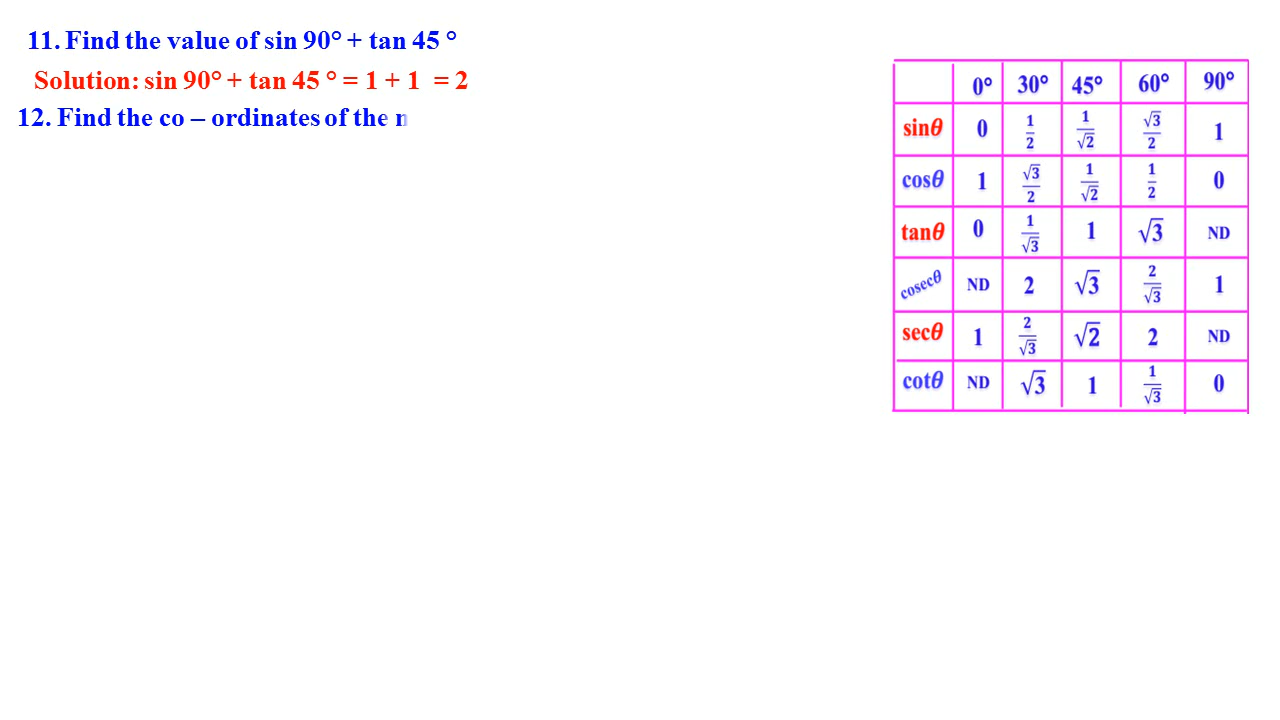 11. Find the value of sin 90° + tan 45 °
Solution: sin 90° + tan 45 ° = 1 + 1 = 2
12. Find the co – ordinates of the
0° 30° 45° 60° 90°
sinθ 0 1/2 1/√2 √3/2 1
cosθ 1 √3/2 1/√2 1/2 0
tanθ 0 1/√3 1 √3 ND
cosecθ ND 2 √3 2/√3 1
secθ 1 2/√3 √2 2 ND
cotθ ND √3 1 1/√3 0